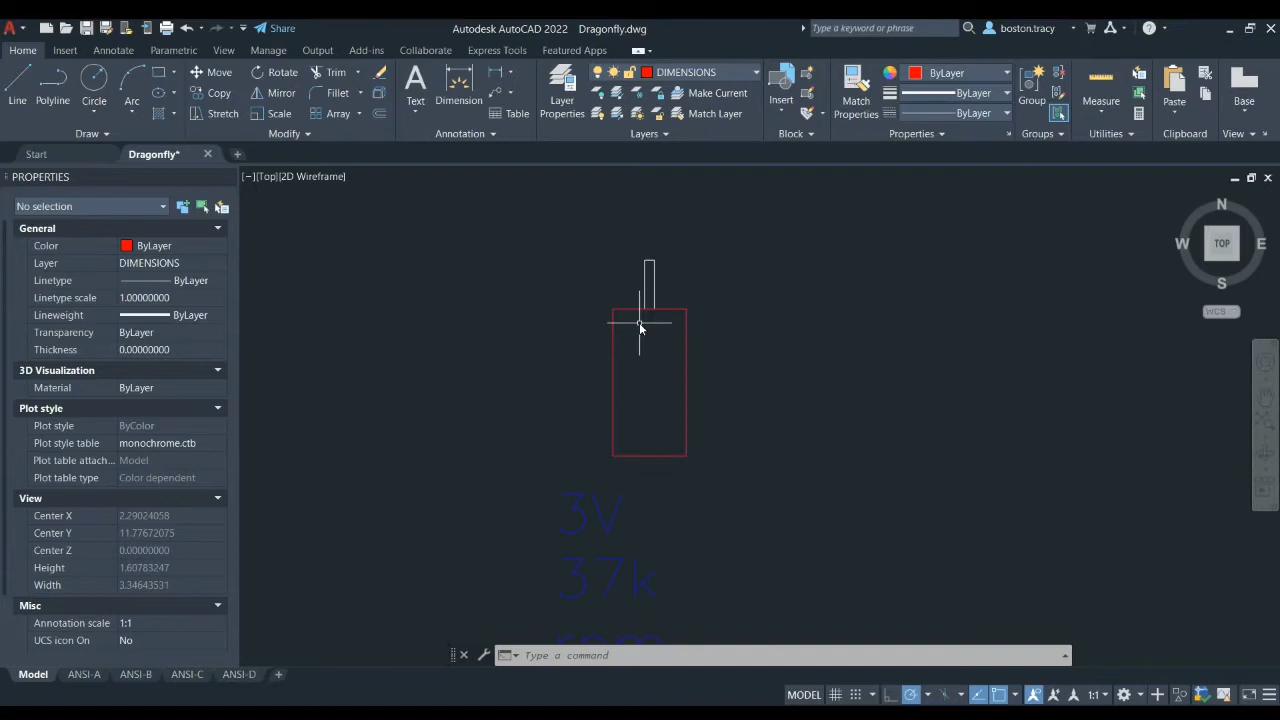 Share
Autodesk AutoCAD 2022 Dragonfly.dwg
Type a keyword or phrase
boston.tracy
Home Insert Annotate Parametric View Manage Output Add-ins Collaborate Express Tools Featured Apps
Line Polyline Circle Arc
Move Rotate Trim
Copy Mirror Fillet
Stretch Scale Array
Text Dimension Table
Layer Properties
DIMENSIONS
Make Current
Match Layer
Insert
Match Properties
ByLayer
ByLayer
ByLayer
Group
Measure
Paste
Base
Draw Modify Annotation Layers Block Properties Groups Utilities Clipboard View
Start Dragonfly*
PROPERTIES
[−][Top][2D Wireframe]
No selection
General
Color ByLayer
Layer DIMENSIONS
Linetype ByLayer
Linetype scale 1.00000000
Lineweight ByLayer
Transparency ByLayer
Thickness 0.00000000
3D Visualization
Material ByLayer
Plot style
Plot style ByColor
Plot style table monochrome.ctb
Plot table attach... Model
Plot table type Color dependent
View
Center X 2.29024058
Center Y 11.77672075
Center Z 0.00000000
Height 1.60783247
Width 3.34643531
Misc
Annotation scale 1:1
UCS icon On No
N
W TOP E
S
WCS
3V
37k
rpm
Type a command
Model ANSI-A ANSI-B ANSI-C ANSI-D
MODEL 1:1